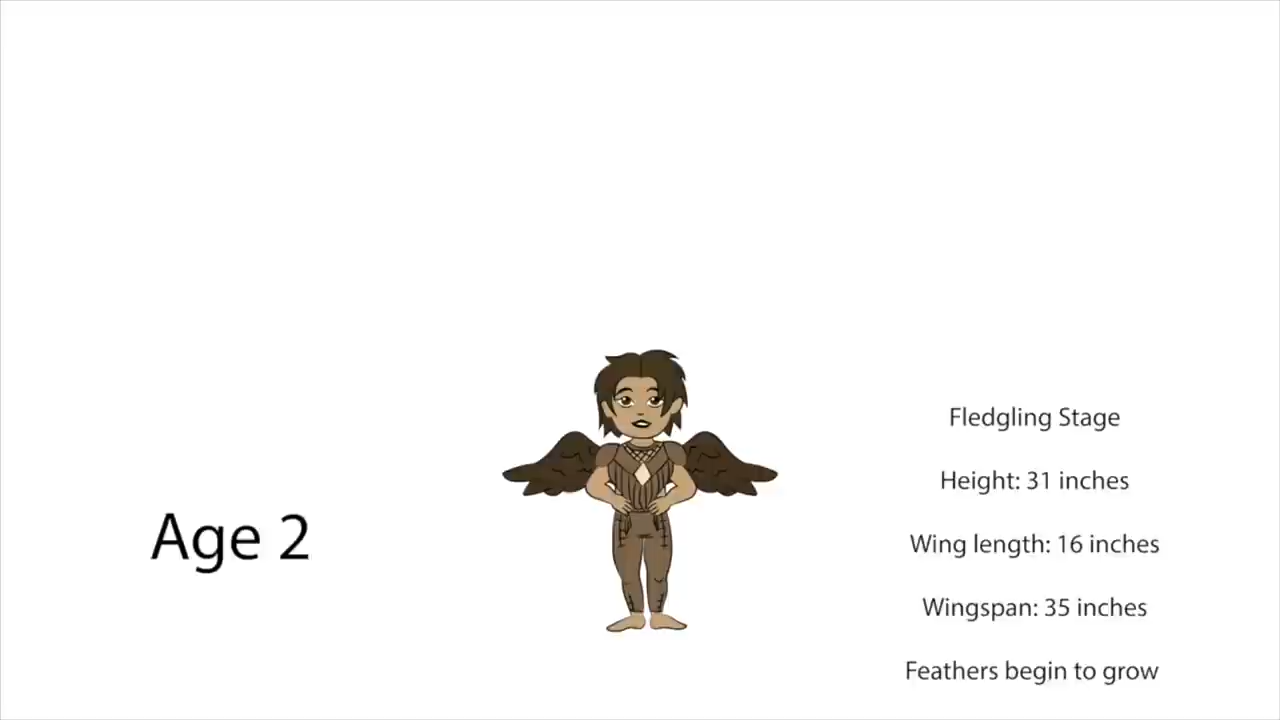 Age 2
Fledgling Stage
Height: 31 inches
Wing length: 16 inches
Wingspan: 35 inches
Feathers begin to grow